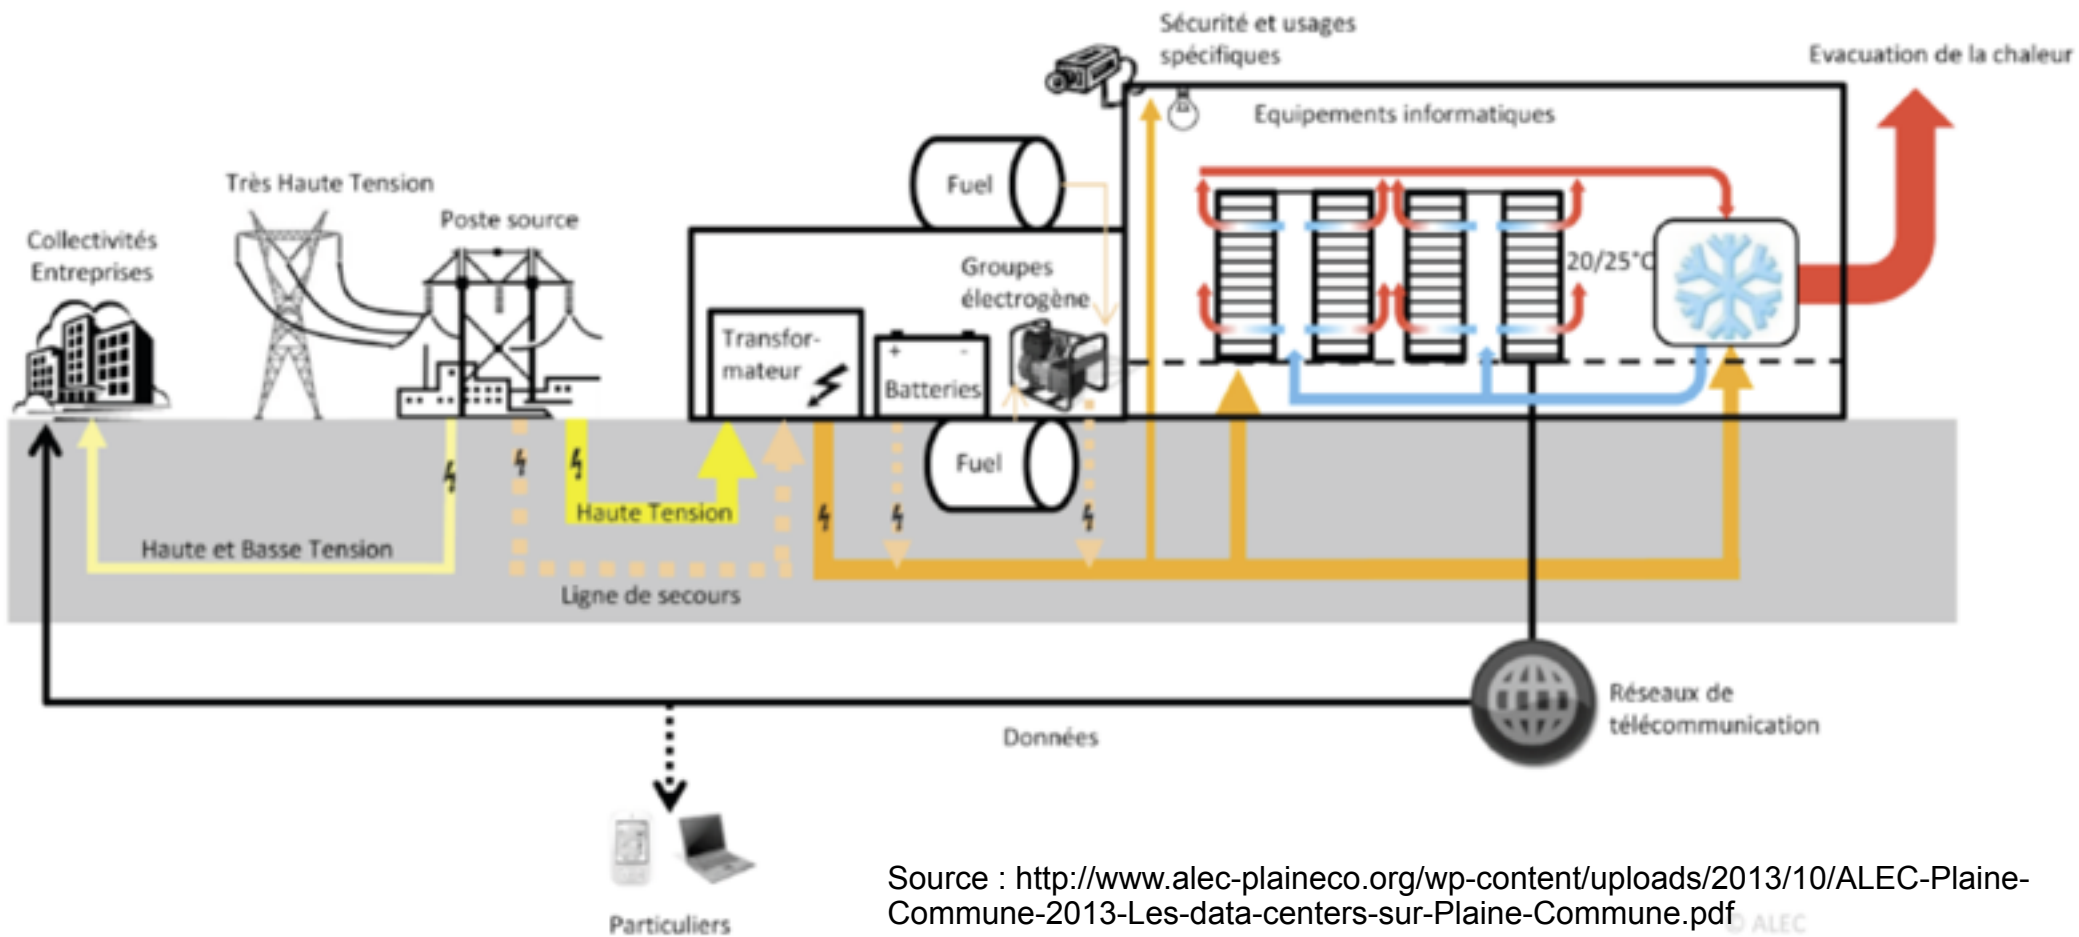 Sécurité et usages
spécifiques
Evacuation de la chaleur
Equipements informatiques
Très Haute Tension
Poste source
Collectivités
Entreprises
Fuel
Groupes
électrogène
20/25°C
Transfor-
mateur
+ -
Batteries
Fuel
Haute Tension
Haute et Basse Tension
Ligne de secours
Réseaux de
télécommunication
Données
Particuliers
Source : http://www.alec-plaineco.org/wp-content/uploads/2013/10/ALEC-Plaine-
Commune-2013-Les-data-centers-sur-Plaine-Commune.pdf
© ALEC